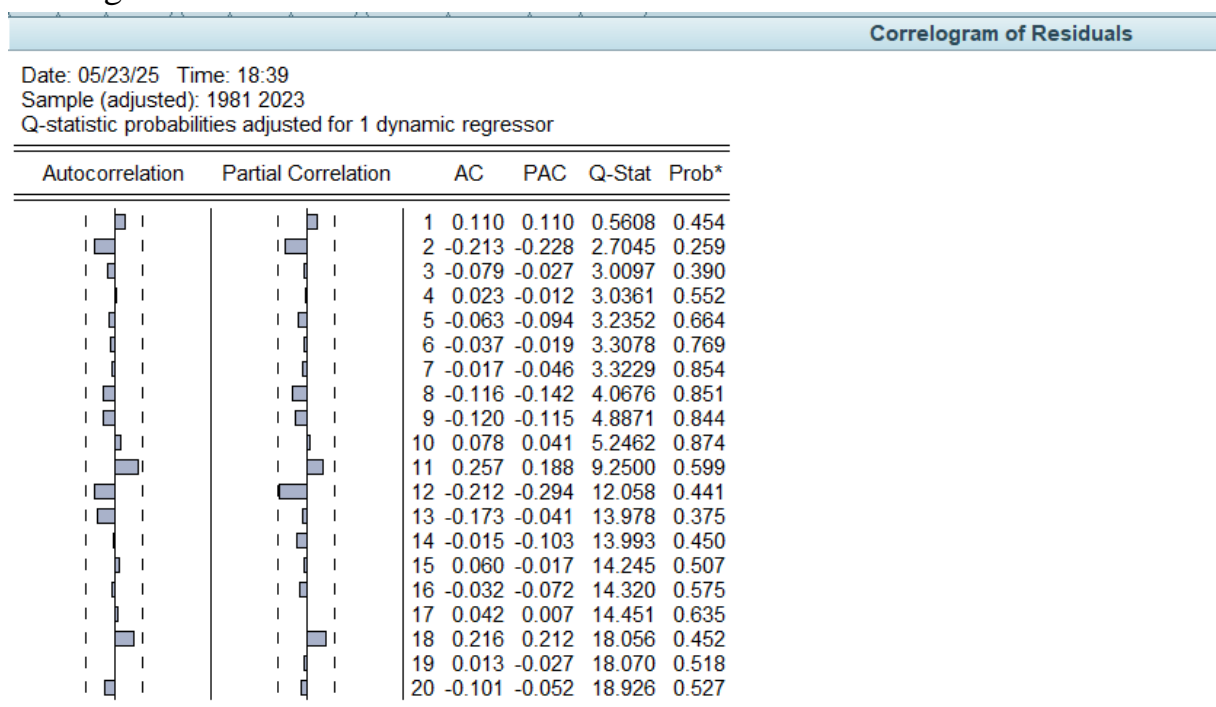 Correlogram of Residuals
Date: 05/23/25 Time: 18:39
Sample (adjusted): 1981 2023
Q-statistic probabilities adjusted for 1 dynamic regressor
Autocorrelation Partial Correlation AC PAC Q-Stat Prob*
1 0.110 0.110 0.5608 0.454
2 -0.213 -0.228 2.7045 0.259
3 -0.079 -0.027 3.0097 0.390
4 0.023 -0.012 3.0361 0.552
5 -0.063 -0.094 3.2352 0.664
6 -0.037 -0.019 3.3078 0.769
7 -0.017 -0.046 3.3229 0.854
8 -0.116 -0.142 4.0676 0.851
9 -0.120 -0.115 4.8871 0.844
10 0.078 0.041 5.2462 0.874
11 0.257 0.188 9.2500 0.599
12 -0.212 -0.294 12.058 0.441
13 -0.173 -0.041 13.978 0.375
14 -0.015 -0.103 13.993 0.450
15 0.060 -0.017 14.245 0.507
16 -0.032 -0.072 14.320 0.575
17 0.042 0.007 14.451 0.635
18 0.216 0.212 18.056 0.452
19 0.013 -0.027 18.070 0.518
20 -0.101 -0.052 18.926 0.527